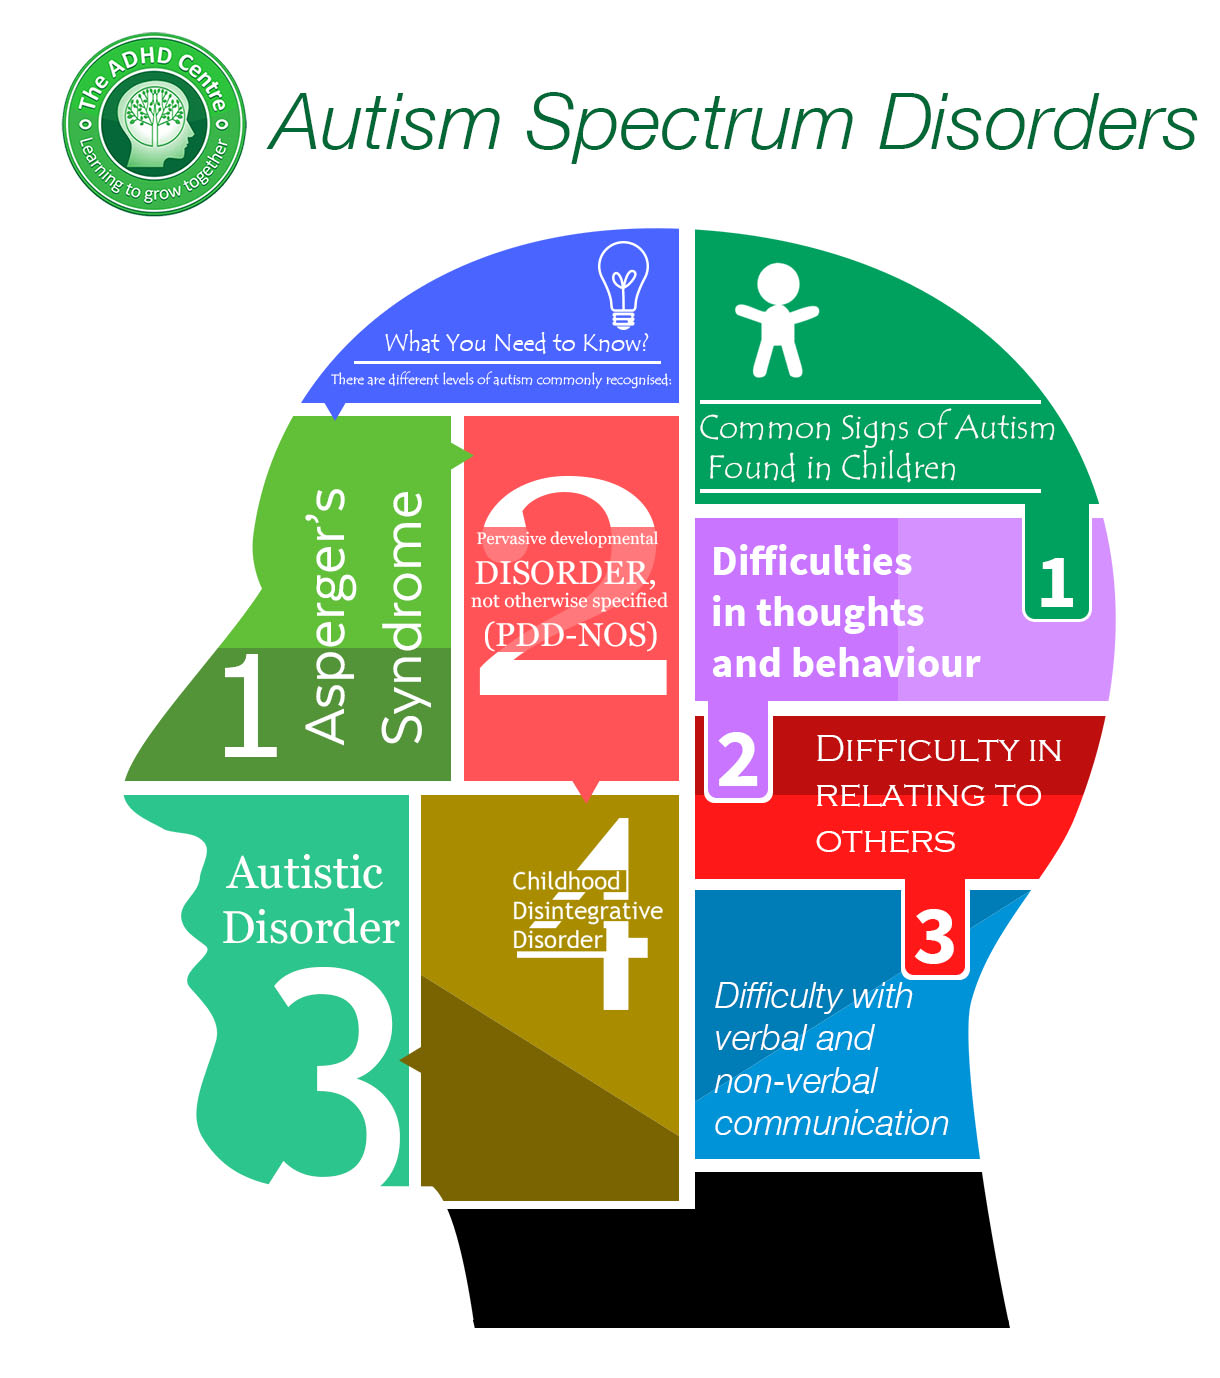 The ADHD Centre
Learning to grow together
Autism Spectrum Disorders
What You Need to Know?
There are different levels of autism commonly recognised:
1
Asperger's
Syndrome
2
Pervasive developmental
DISORDER,
not otherwise specified
(PDD-NOS)
Autistic
Disorder
3
4
Childhood
Disintegrative
Disorder
Common Signs of Autism
Found in Children
1
Difficulties
in thoughts
and behaviour
2
DIFFICULTY IN
RELATING TO
OTHERS
3
Difficulty with
verbal and
non-verbal
communication